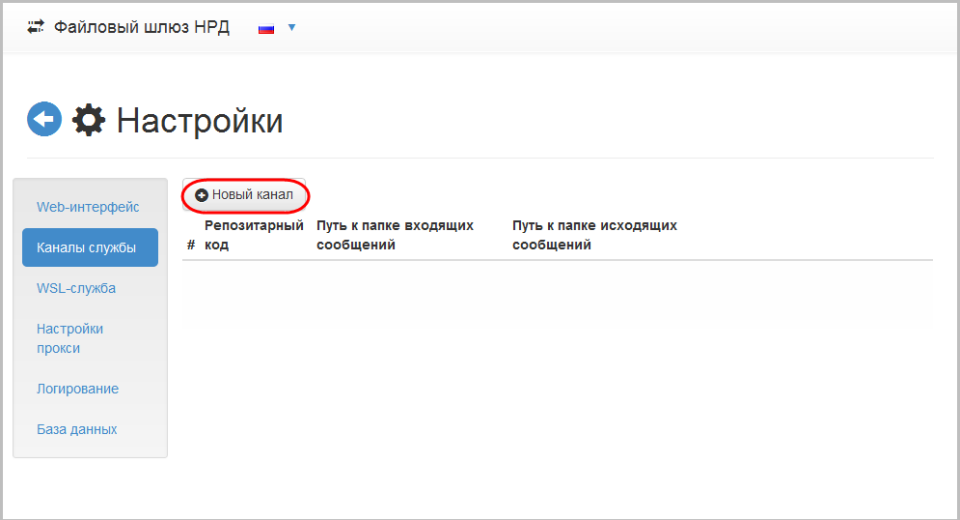 Файловый шлюз НРД
Настройки
Web-интерфейс
Каналы службы
WSL-служба
Настройки
прокси
Логирование
База данных
Новый канал
# Репозитарный код
Путь к папке входящих
сообщений
Путь к папке исходящих
сообщений